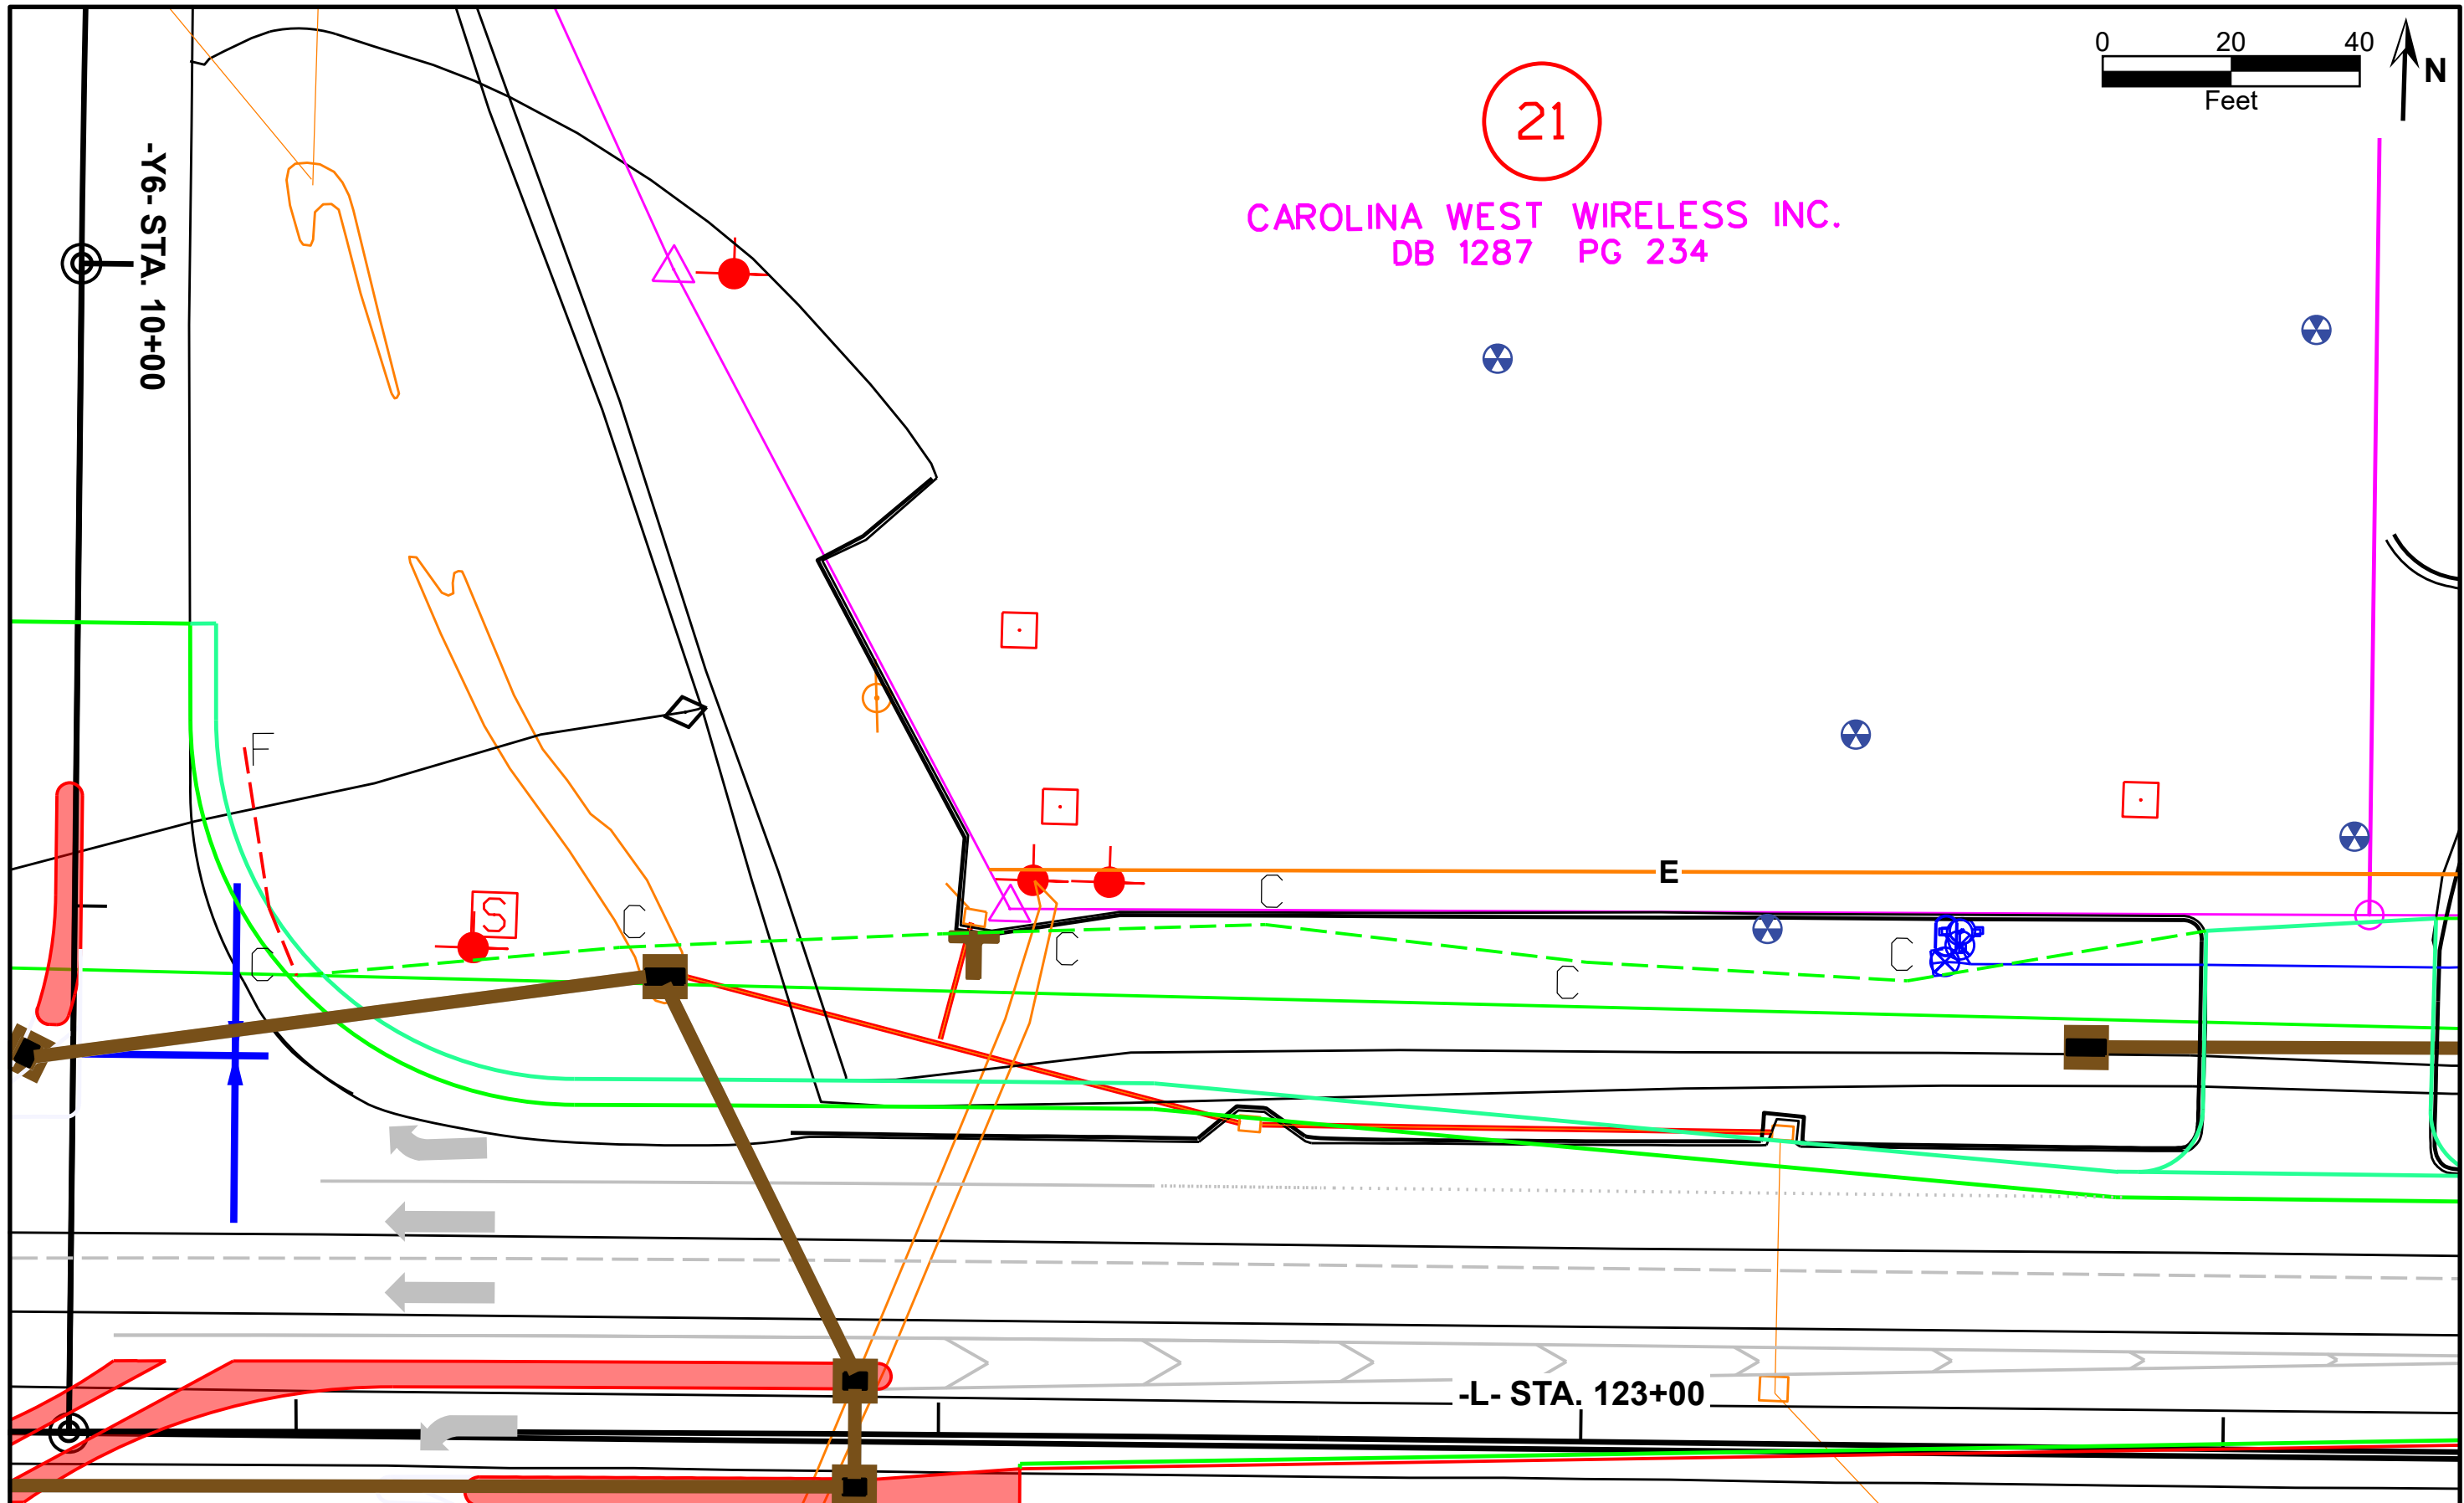 0 20 40
Feet
N
21
CAROLINA WEST WIRELESS INC.
DB 1287 PG 234
-Y6- STA. 10+00
F
E
S
C
C
C
C
C
C
-L- STA. 123+00